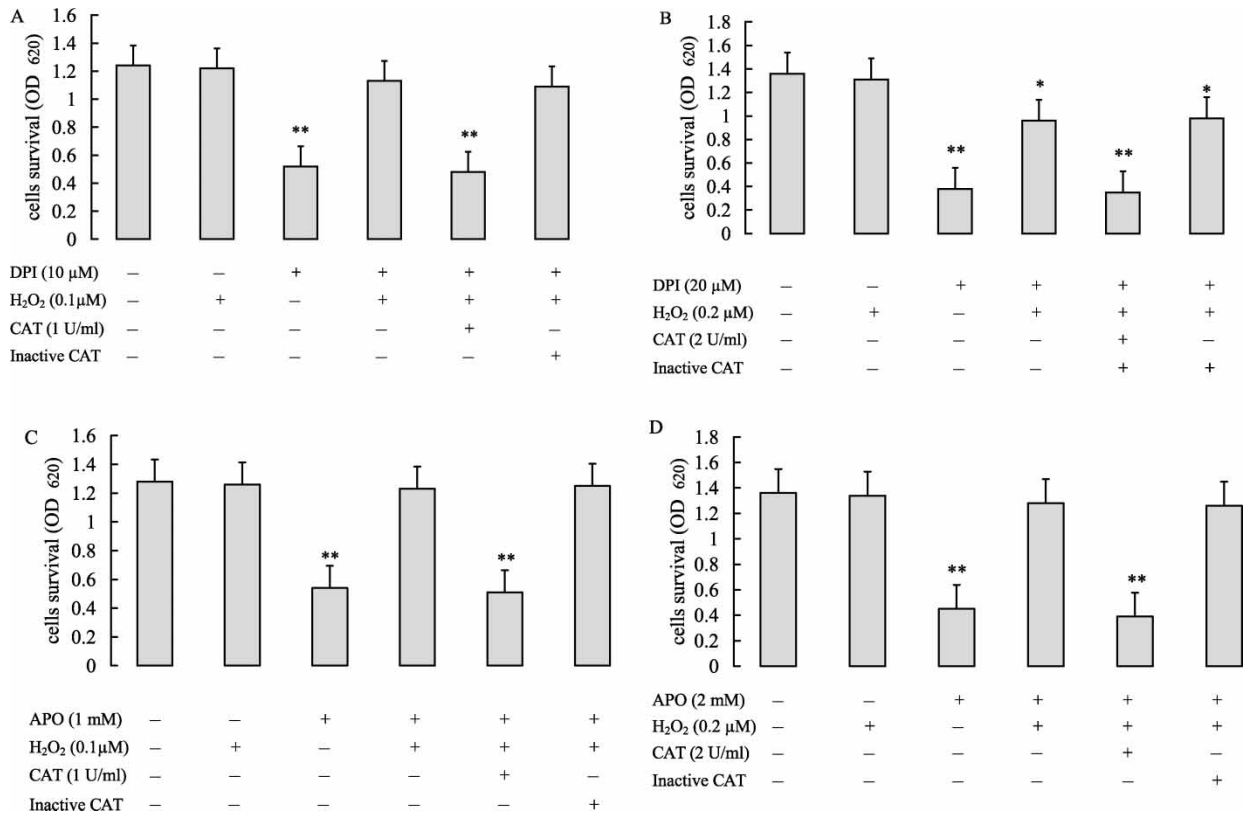 A
cells survival (OD 620)
1.6
1.4
1.2
1
0.8
0.6
0.4
0.2
0
**
**
DPI (10 µM) – – + + + +
H₂O₂ (0.1µM) – + – + + +
CAT (1 U/ml) – – – – + –
Inactive CAT – – – – – +
B
cells survival (OD 620)
1.8
1.6
1.4
1.2
1
0.8
0.6
0.4
0.2
0
**
*
**
*
DPI (20 µM) – – + + + +
H₂O₂ (0.2 µM) – + – + + +
CAT (2 U/ml) – – – – + –
Inactive CAT – – – – + +
C
cells survival (OD 620)
1.6
1.4
1.2
1
0.8
0.6
0.4
0.2
0
**
**
APO (1 mM) – – + + + +
H₂O₂ (0.1µM) – + – + + +
CAT (1 U/ml) – – – – + –
Inactive CAT – – – – – +
D
cells survival (OD 620)
1.8
1.6
1.4
1.2
1
0.8
0.6
0.4
0.2
0
**
**
APO (2 mM) – – + + + +
H₂O₂ (0.2 µM) – + – + + +
CAT (2 U/ml) – – – – + –
Inactive CAT – – – – – +